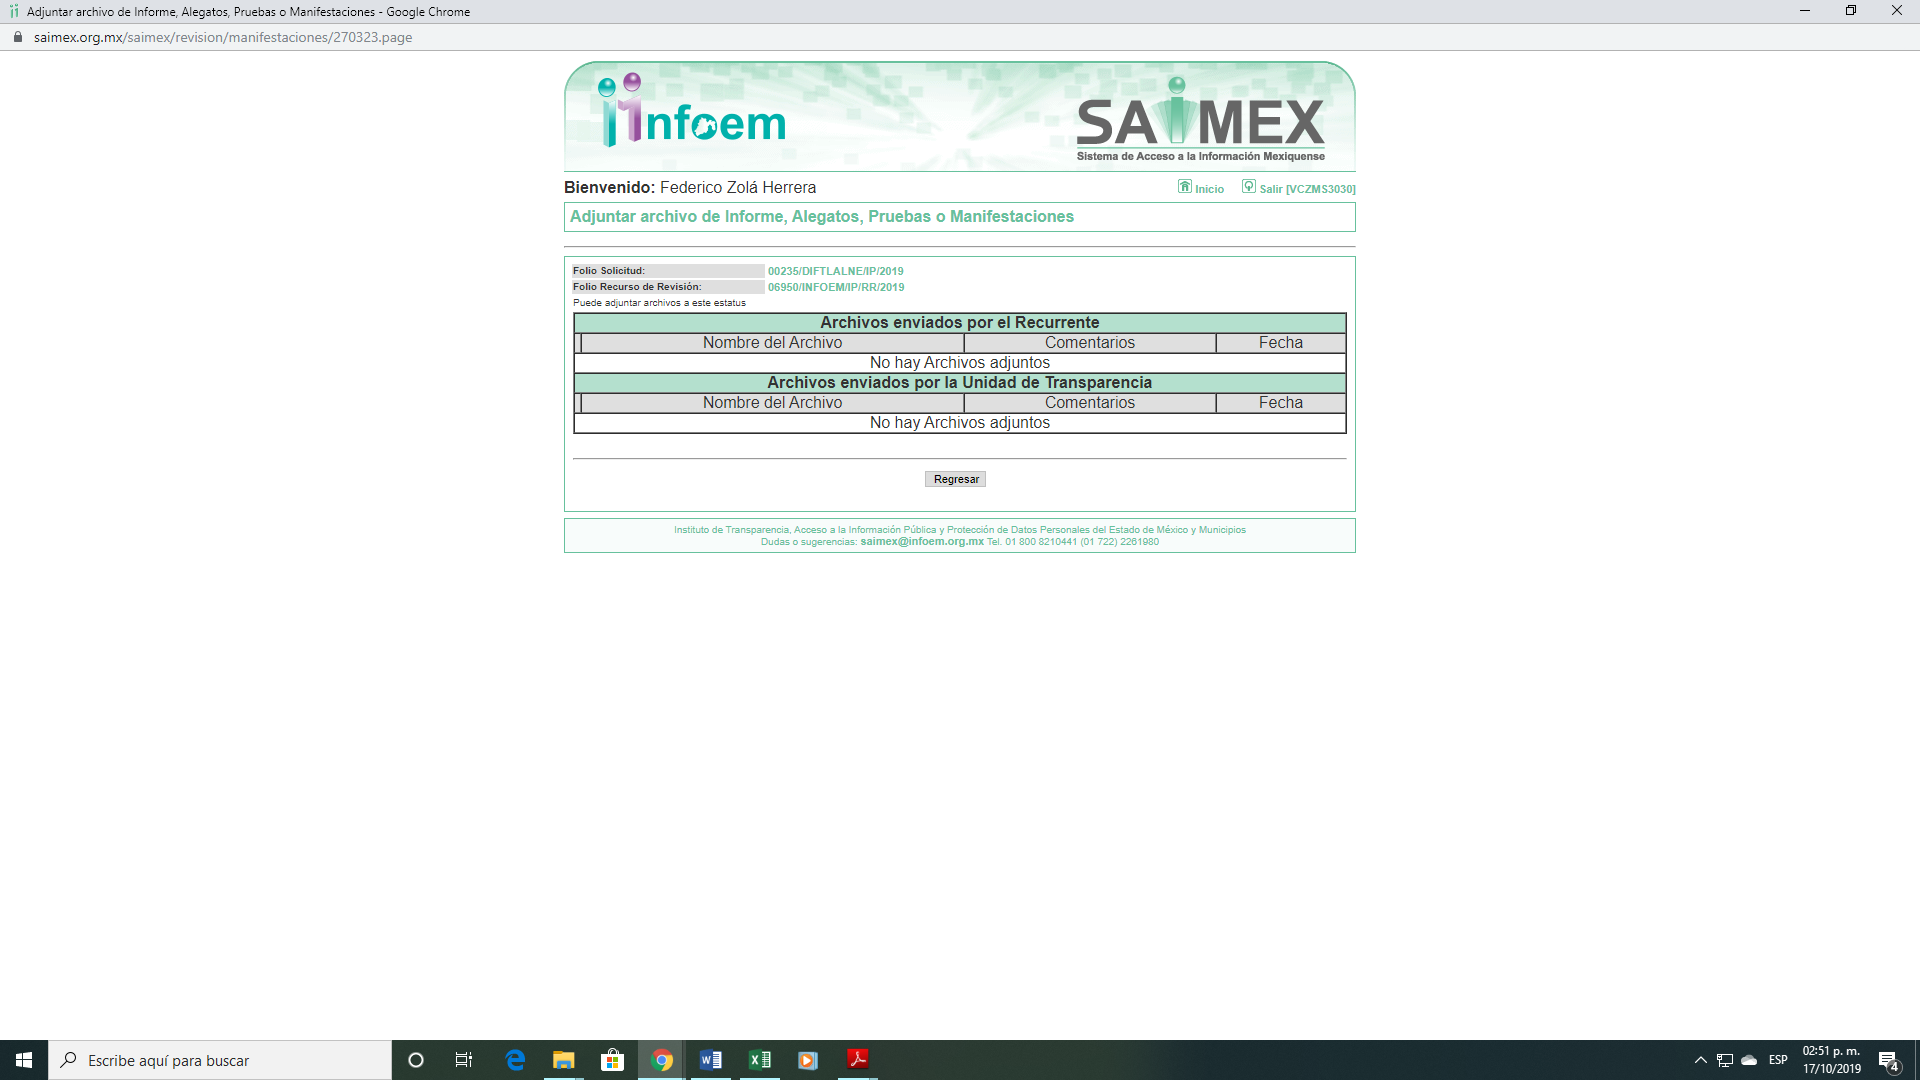 Adjuntar archivo de Informe, Alegatos, Pruebas o Manifestaciones - Google Chrome
saimex.org.mx/saimex/revision/manifestaciones/270323.page
infoem
SAIMEX
Sistema de Acceso a la Información Mexiquense
Bienvenido: Federico Zolá Herrera
Inicio
Salir [VCZMS3030]
Adjuntar archivo de Informe, Alegatos, Pruebas o Manifestaciones
Folio Solicitud: 00235/DIFTLALNE/IP/2019
Folio Recurso de Revisión: 06950/INFOEM/IP/RR/2019
Puede adjuntar archivos a este estatus
Archivos enviados por el Recurrente
Nombre del Archivo Comentarios Fecha
No hay Archivos adjuntos
Archivos enviados por la Unidad de Transparencia
Nombre del Archivo Comentarios Fecha
No hay Archivos adjuntos
Regresar
Instituto de Transparencia, Acceso a la Información Pública y Protección de Datos Personales del Estado de México y Municipios
Dudas o sugerencias: saimex@infoem.org.mx Tel. 01 800 8210441 (01 722) 2261980
Escribe aquí para buscar
ESP
02:51 p. m.
17/10/2019
4